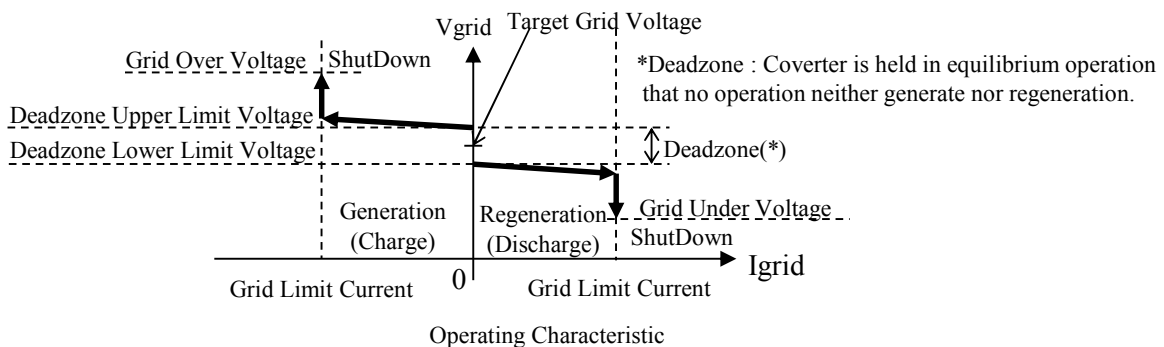 Vgrid
Target Grid Voltage
Grid Over Voltage
ShutDown
*Deadzone : Coverter is held in equilibrium operation
that no operation neither generate nor regeneration.
Deadzone Upper Limit Voltage
Deadzone Lower Limit Voltage
Deadzone(*)
Generation
(Charge)
Regeneration
(Discharge)
Grid Under Voltage
ShutDown
Igrid
0
Grid Limit Current
Grid Limit Current
Operating Characteristic